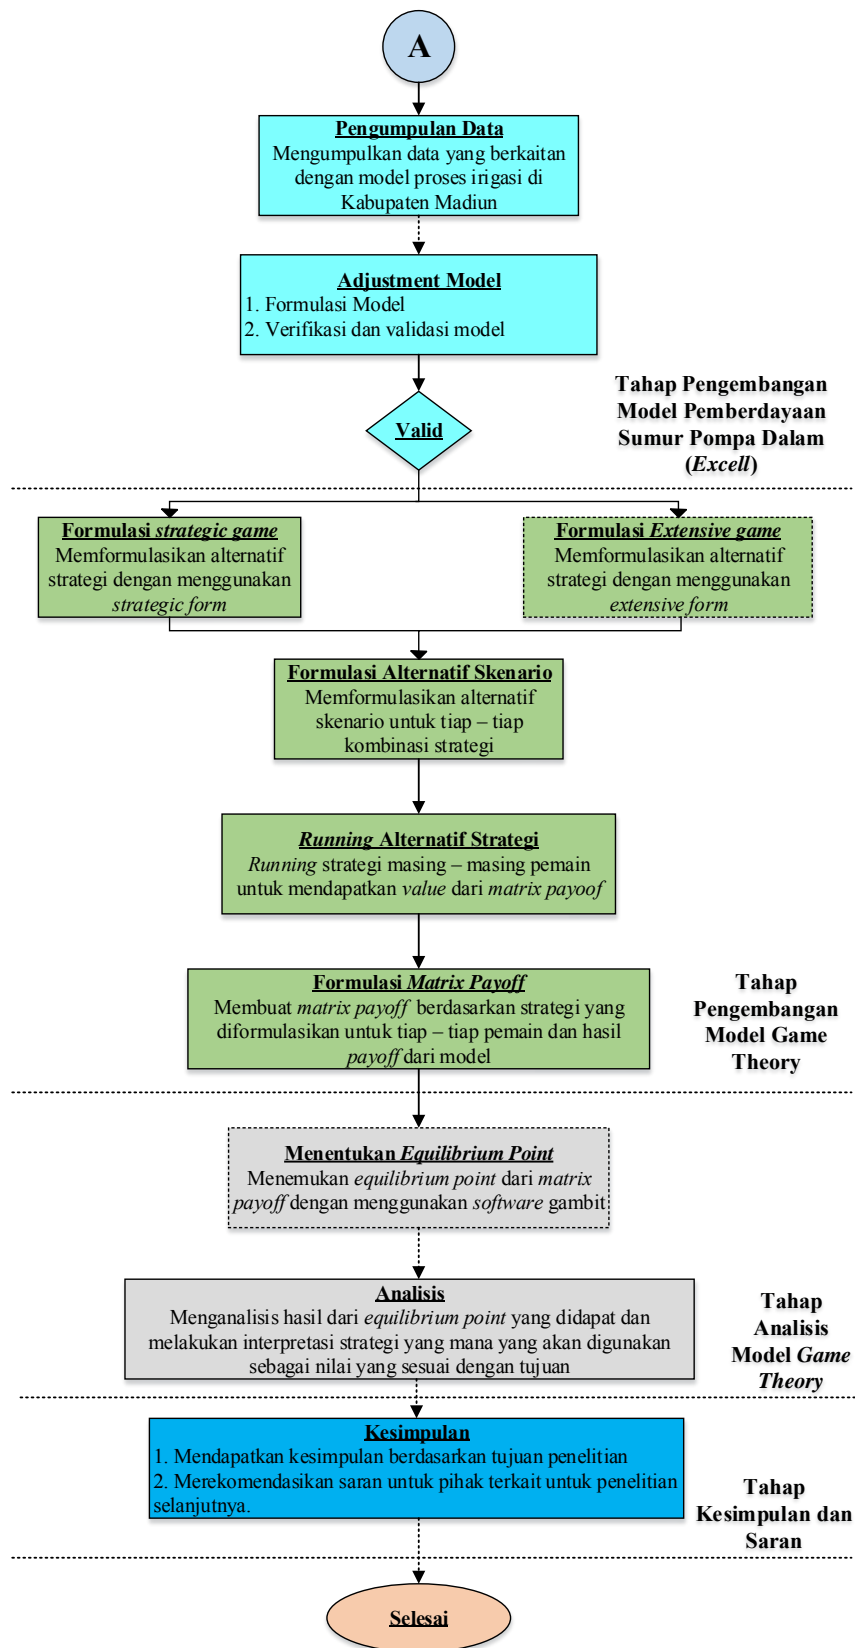 A
Pengumpulan Data
Mengumpulkan data yang berkaitan
dengan model proses irigasi di
Kabupaten Madiun
Adjustment Model
1. Formulasi Model
2. Verifikasi dan validasi model
Valid
Tahap Pengembangan
Model Pemberdayaan
Sumur Pompa Dalam
(Excell)
Formulasi strategic game
Memformulasikan alternatif
strategi dengan menggunakan
strategic form
Formulasi Extensive game
Memformulasikan alternatif
strategi dengan menggunakan
extensive form
Formulasi Alternatif Skenario
Memformulasikan alternatif
skenario untuk tiap – tiap
kombinasi strategi
Running Alternatif Strategi
Running strategi masing – masing pemain
untuk mendapatkan value dari matrix payoof
Formulasi Matrix Payoff
Membuat matrix payoff berdasarkan strategi yang
diformulasikan untuk tiap – tiap pemain dan hasil
payoff dari model
Tahap
Pengembangan
Model Game
Theory
Menentukan Equilibrium Point
Menemukan equilibrium point dari matrix
payoff dengan menggunakan software gambit
Analisis
Menganalisis hasil dari equilibrium point yang didapat dan
melakukan interpretasi strategi yang mana yang akan digunakan
sebagai nilai yang sesuai dengan tujuan
Tahap
Analisis
Model Game
Theory
Kesimpulan
1. Mendapatkan kesimpulan berdasarkan tujuan penelitian
2. Merekomendasikan saran untuk pihak terkait untuk penelitian
selanjutnya.
Tahap
Kesimpulan dan
Saran
Selesai